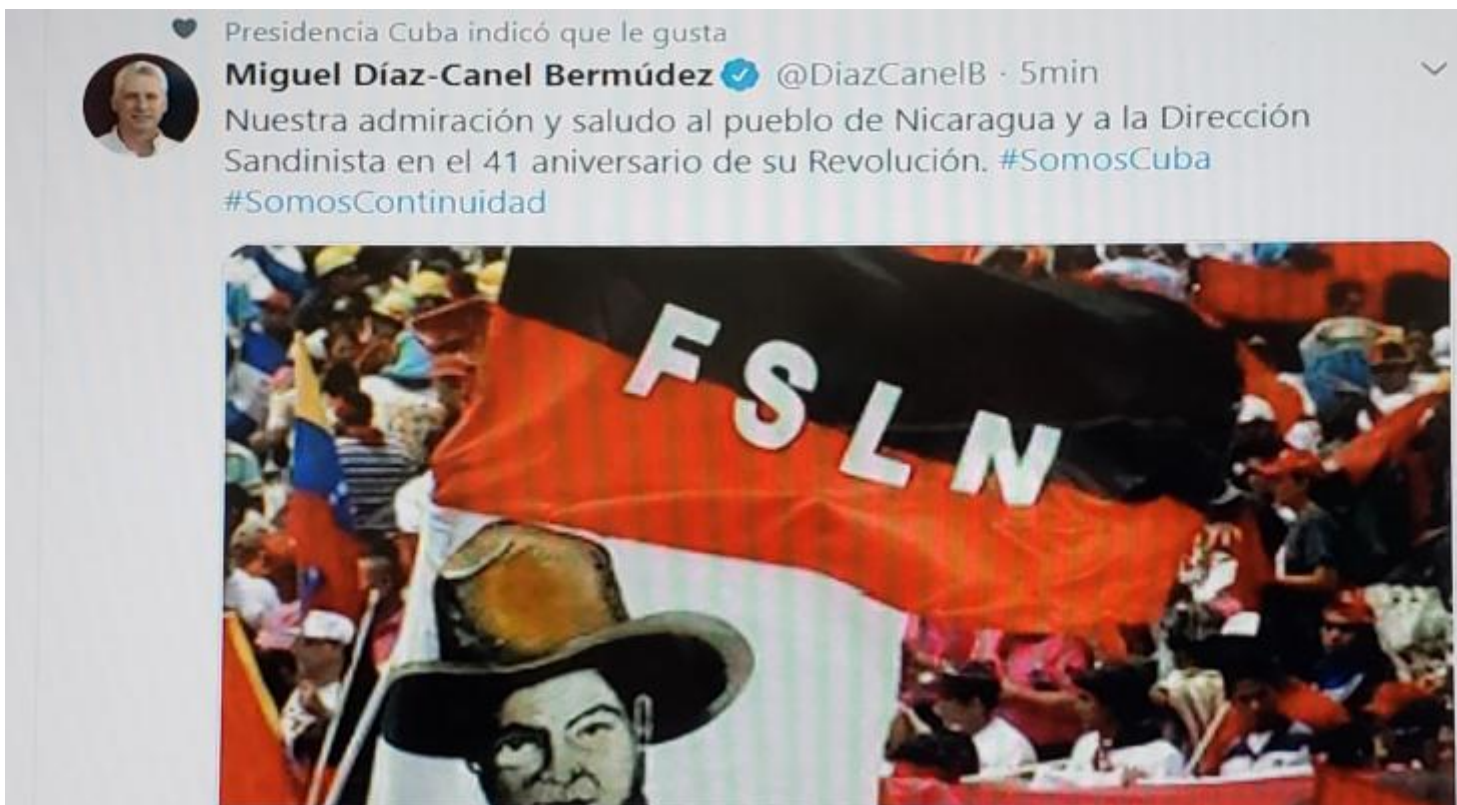 Presidencia Cuba indicó que le gusta
Miguel Díaz-Canel Bermúdez @DiazCanelB · 5min
Nuestra admiración y saludo al pueblo de Nicaragua y a la Dirección
Sandinista en el 41 aniversario de su Revolución. #SomosCuba
#SomosContinuidad
FSLN